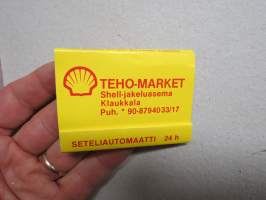 TEHO-MARKET
Shell-jakeluasema
Klaukkala
Puh. * 90-8794033/17
SETELIAUTOMAATTI 24 h